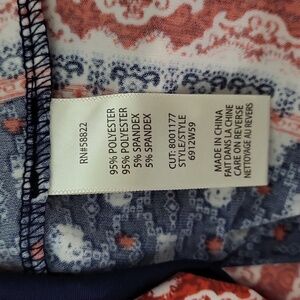 RN#58822
95% POLYESTER
95% POLYESTER
5% SPANDEX
5% SPANDEX
CUT: 8001177
STYLE/STYLE
6912W59
MADE IN CHINA
FAIT DANS LA CHINE
CARE ON REVERSE
NETTOYAGE AU REVERS